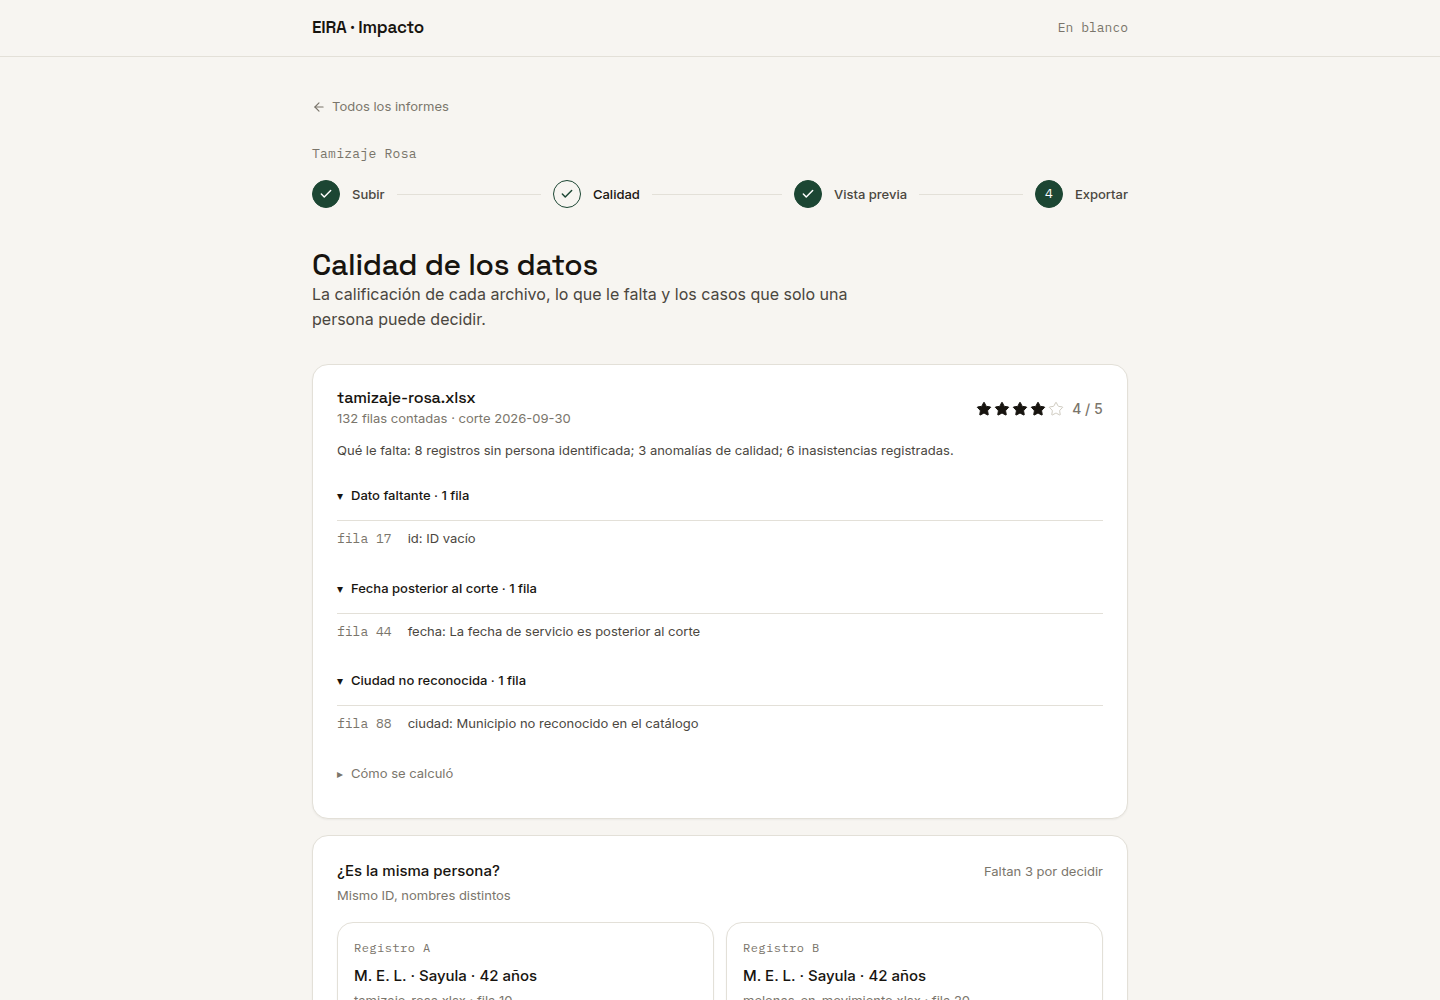 EIRA · Impacto
En blanco
← Todos los informes
Tamizaje Rosa
Subir
Calidad
Vista previa
4 Exportar
Calidad de los datos
La calificación de cada archivo, lo que le falta y los casos que solo una
persona puede decidir.
tamizaje-rosa.xlsx
132 filas contadas · corte 2026-09-30
4 / 5
Qué le falta: 8 registros sin persona identificada; 3 anomalías de calidad; 6 inasistencias registradas.
▾ Dato faltante · 1 fila
fila 17 id: ID vacío
▾ Fecha posterior al corte · 1 fila
fila 44 fecha: La fecha de servicio es posterior al corte
▾ Ciudad no reconocida · 1 fila
fila 88 ciudad: Municipio no reconocido en el catálogo
▸ Cómo se calculó
¿Es la misma persona?
Faltan 3 por decidir
Mismo ID, nombres distintos
Registro A
M. E. L. · Sayula · 42 años
Registro B
M. E. L. · Sayula · 42 años